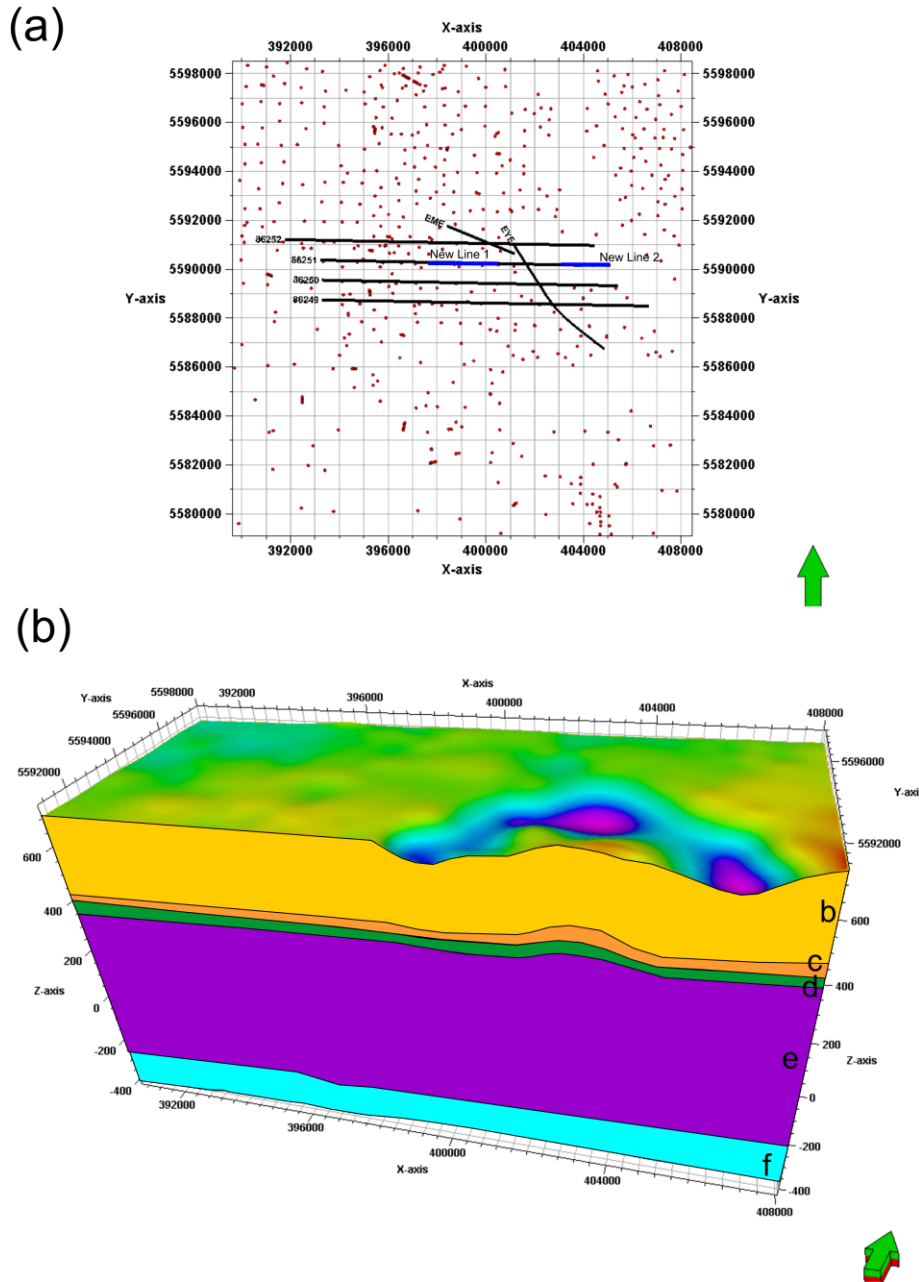 (a)
X-axis
392000 396000 400000 404000 408000
5598000 5598000
5596000 5596000
5594000 5594000
5592000 5592000
EME EYE
86252
New Line 1 New Line 2
86251
5590000 5590000
86250
Y-axis Y-axis
86249
5588000 5588000
5586000 5586000
5584000 5584000
5582000 5582000
5580000 5580000
392000 396000 400000 404000 408000
X-axis
(b)
X-axis
Y-axis 5598000 392000 396000 400000 404000 408000
5596000 5596000
5594000
Y-axi
5592000 5592000
600 b 600
400 c 400
d
200 200
Z-axis e Z-axis
0 0
-200 -200
-400 f -400
392000 396000 400000 404000 408000
X-axis